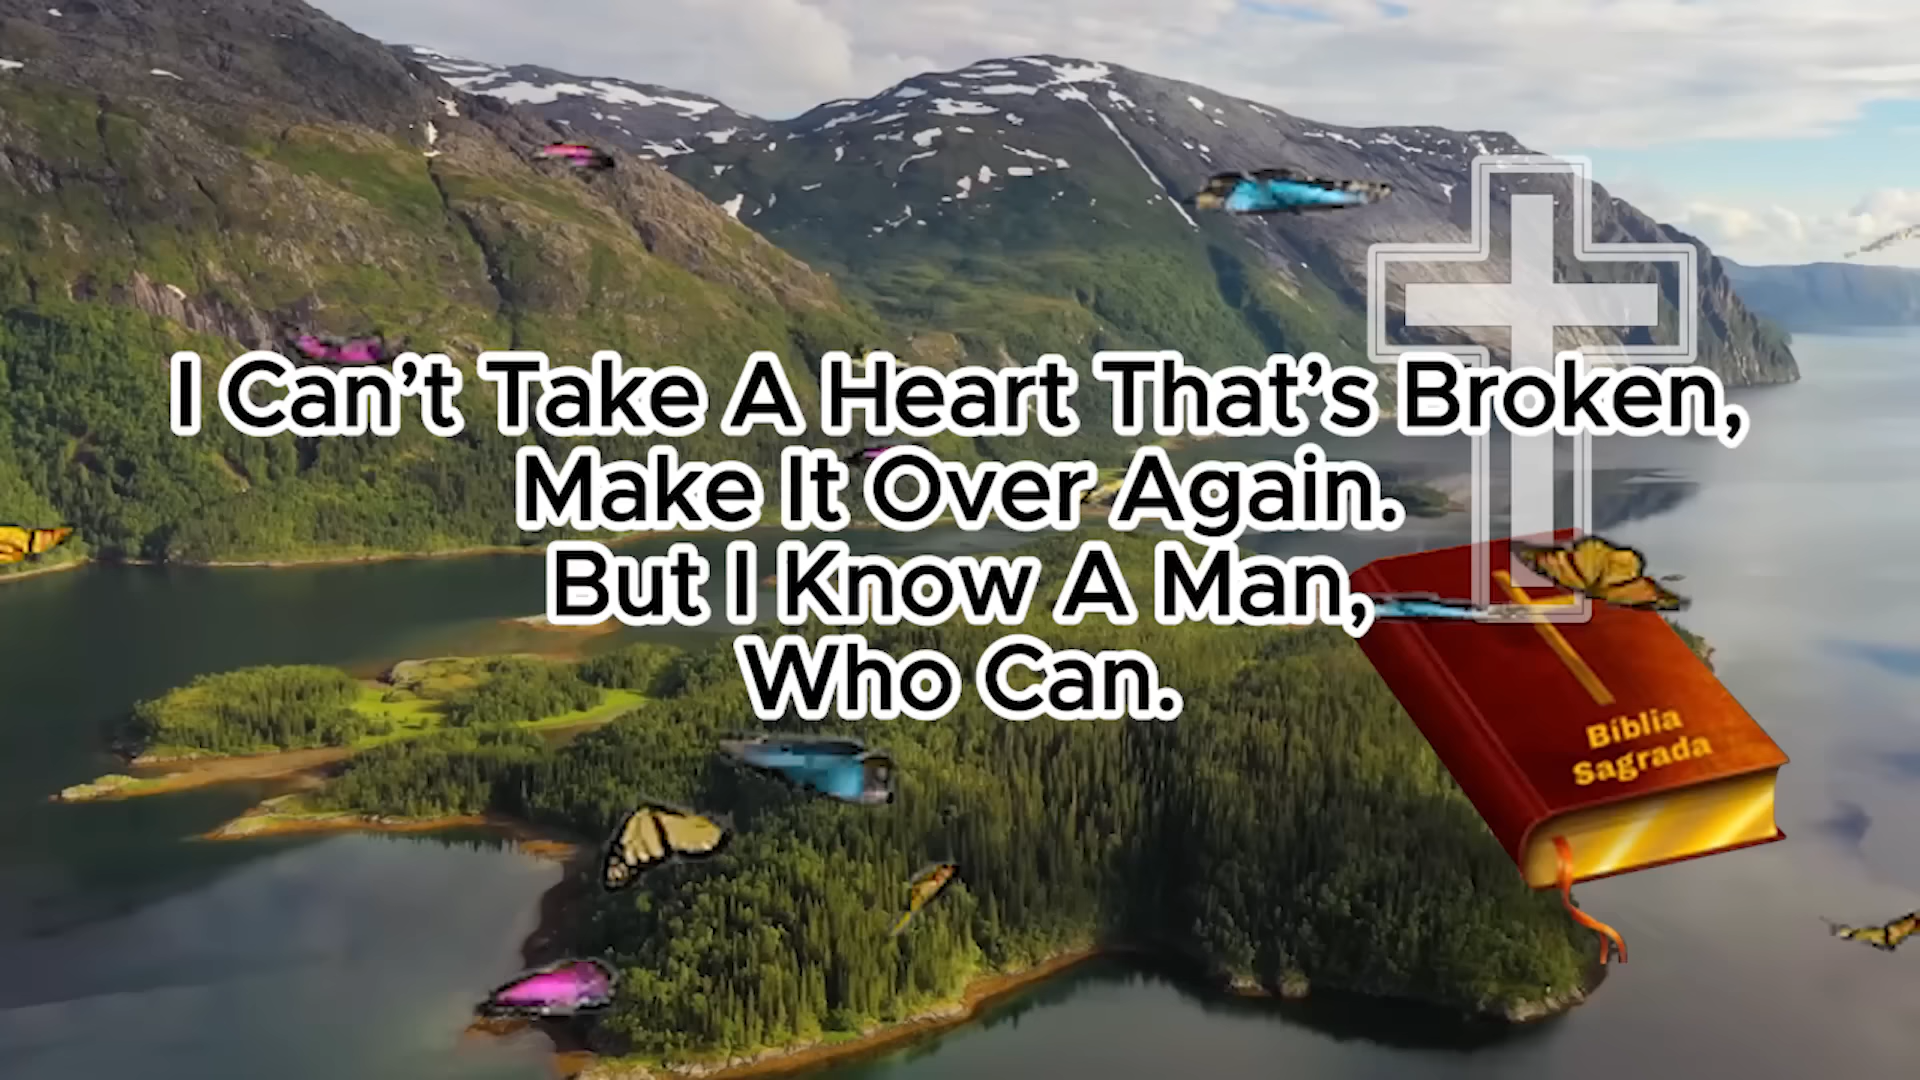 I Can’t Take A Heart That’s Broken,
Make It Over Again.
But I Know A Man,
Who Can.
Bíblia
Sagrada